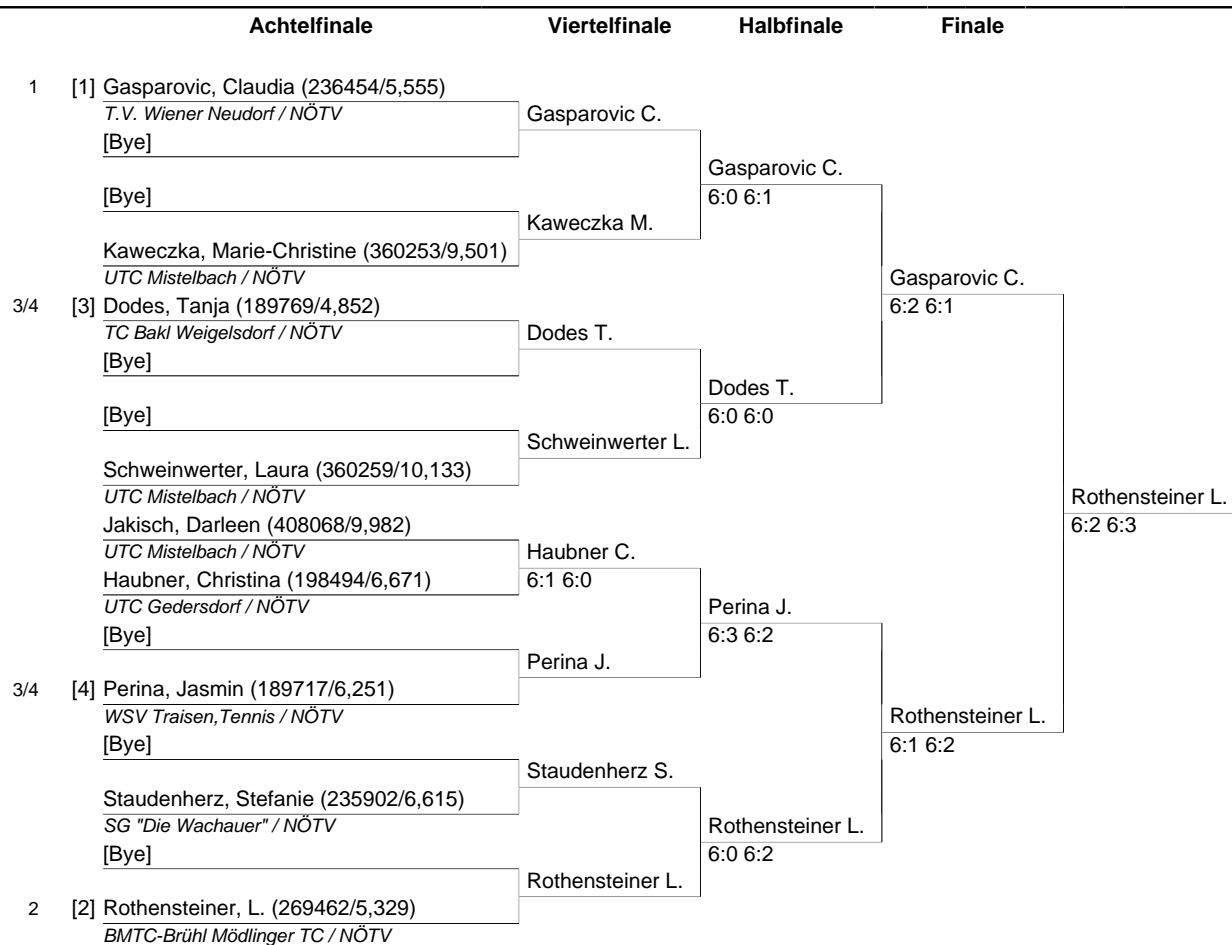 Achtelfinale Viertelfinale Halbfinale Finale
1 [1] Gasparovic, Claudia (236454/5,555)
T.V. Wiener Neudorf / NÖTV
Gasparovic C.
[Bye]
Gasparovic C.
[Bye]
6:0 6:1
Kaweczka M.
Kaweczka, Marie-Christine (360253/9,501)
UTC Mistelbach / NÖTV
Gasparovic C.
3/4 [3] Dodes, Tanja (189769/4,852)
6:2 6:1
TC Bakl Weigelsdorf / NÖTV
Dodes T.
[Bye]
Dodes T.
[Bye]
6:0 6:0
Schweinwerter L.
Schweinwerter, Laura (360259/10,133)
UTC Mistelbach / NÖTV
Rothensteiner L.
Jakisch, Darleen (408068/9,982)
6:2 6:3
UTC Mistelbach / NÖTV
Haubner C.
Haubner, Christina (198494/6,671)
6:1 6:0
UTC Gedersdorf / NÖTV
Perina J.
[Bye]
6:3 6:2
Perina J.
3/4 [4] Perina, Jasmin (189717/6,251)
WSV Traisen,Tennis / NÖTV
Rothensteiner L.
[Bye]
6:1 6:2
Staudenherz S.
Staudenherz, Stefanie (235902/6,615)
SG "Die Wachauer" / NÖTV
Rothensteiner L.
[Bye]
6:0 6:2
Rothensteiner L.
2 [2] Rothensteiner, L. (269462/5,329)
BMTC-Brühl Mödlinger TC / NÖTV